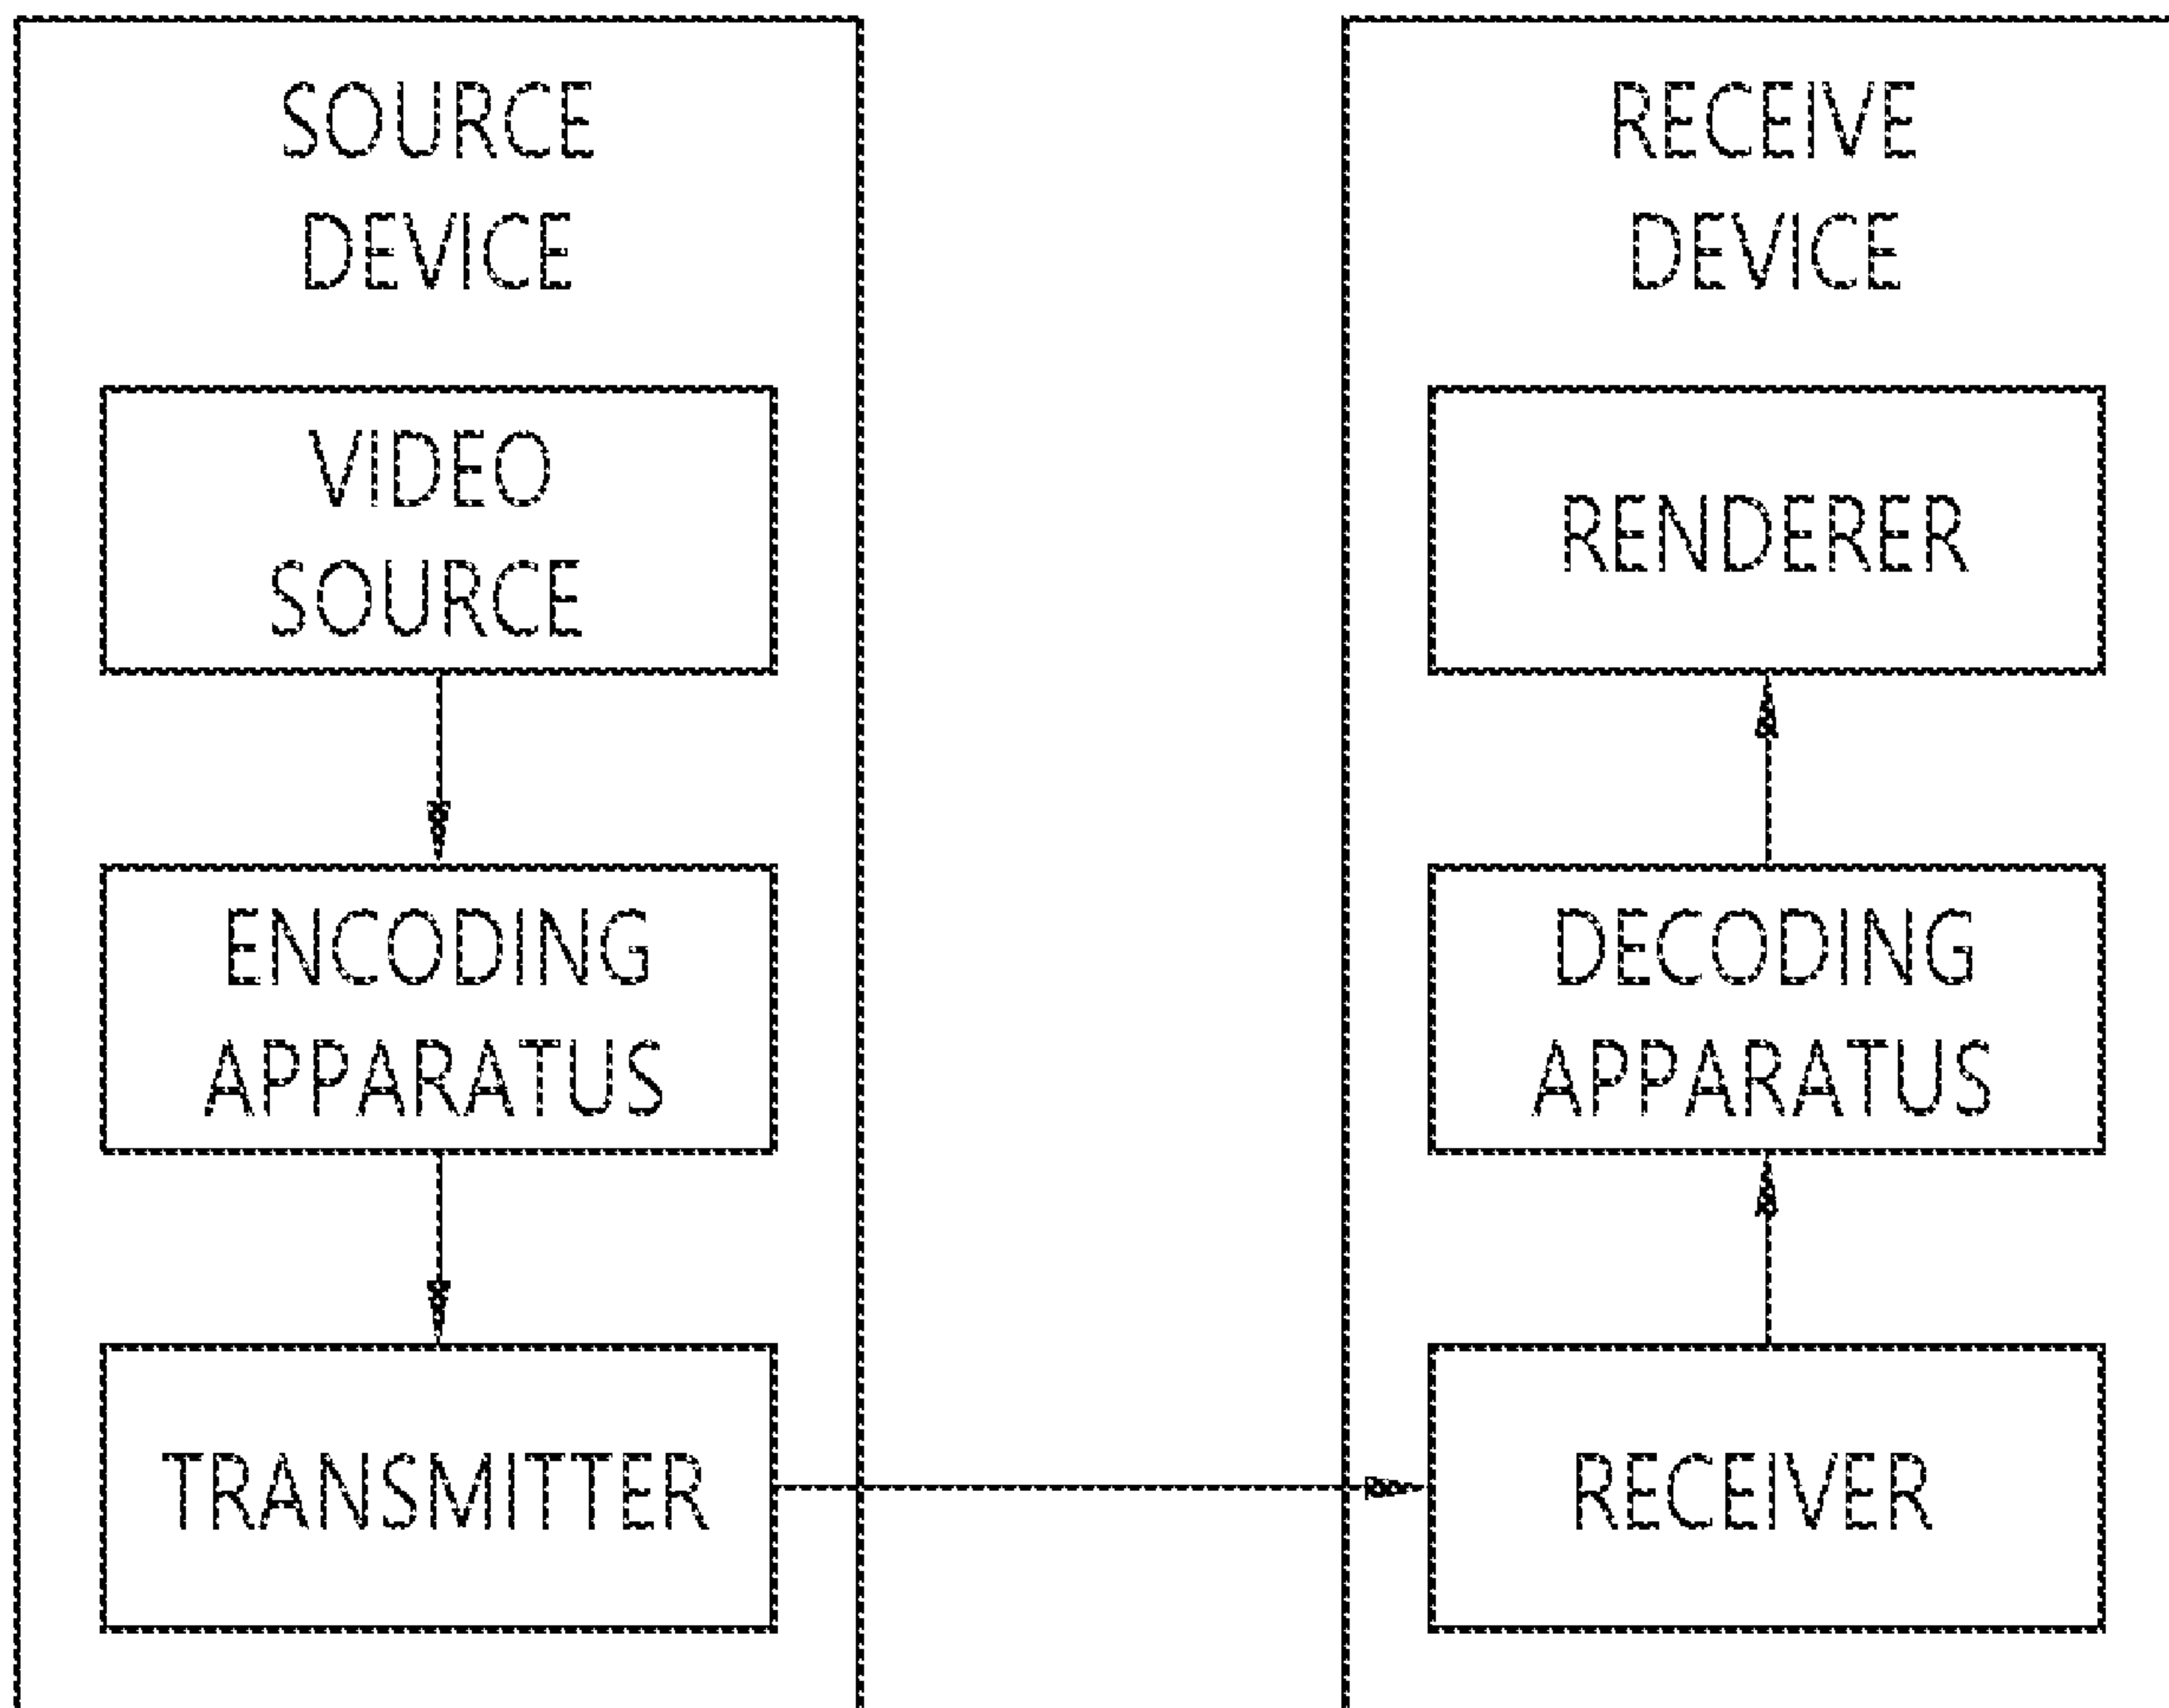 SOURCE
DEVICE
VIDEO
SOURCE
ENCODING
APPARATUS
TRANSMITTER
RECEIVE
DEVICE
RENDERER
DECODING
APPARATUS
RECEIVER